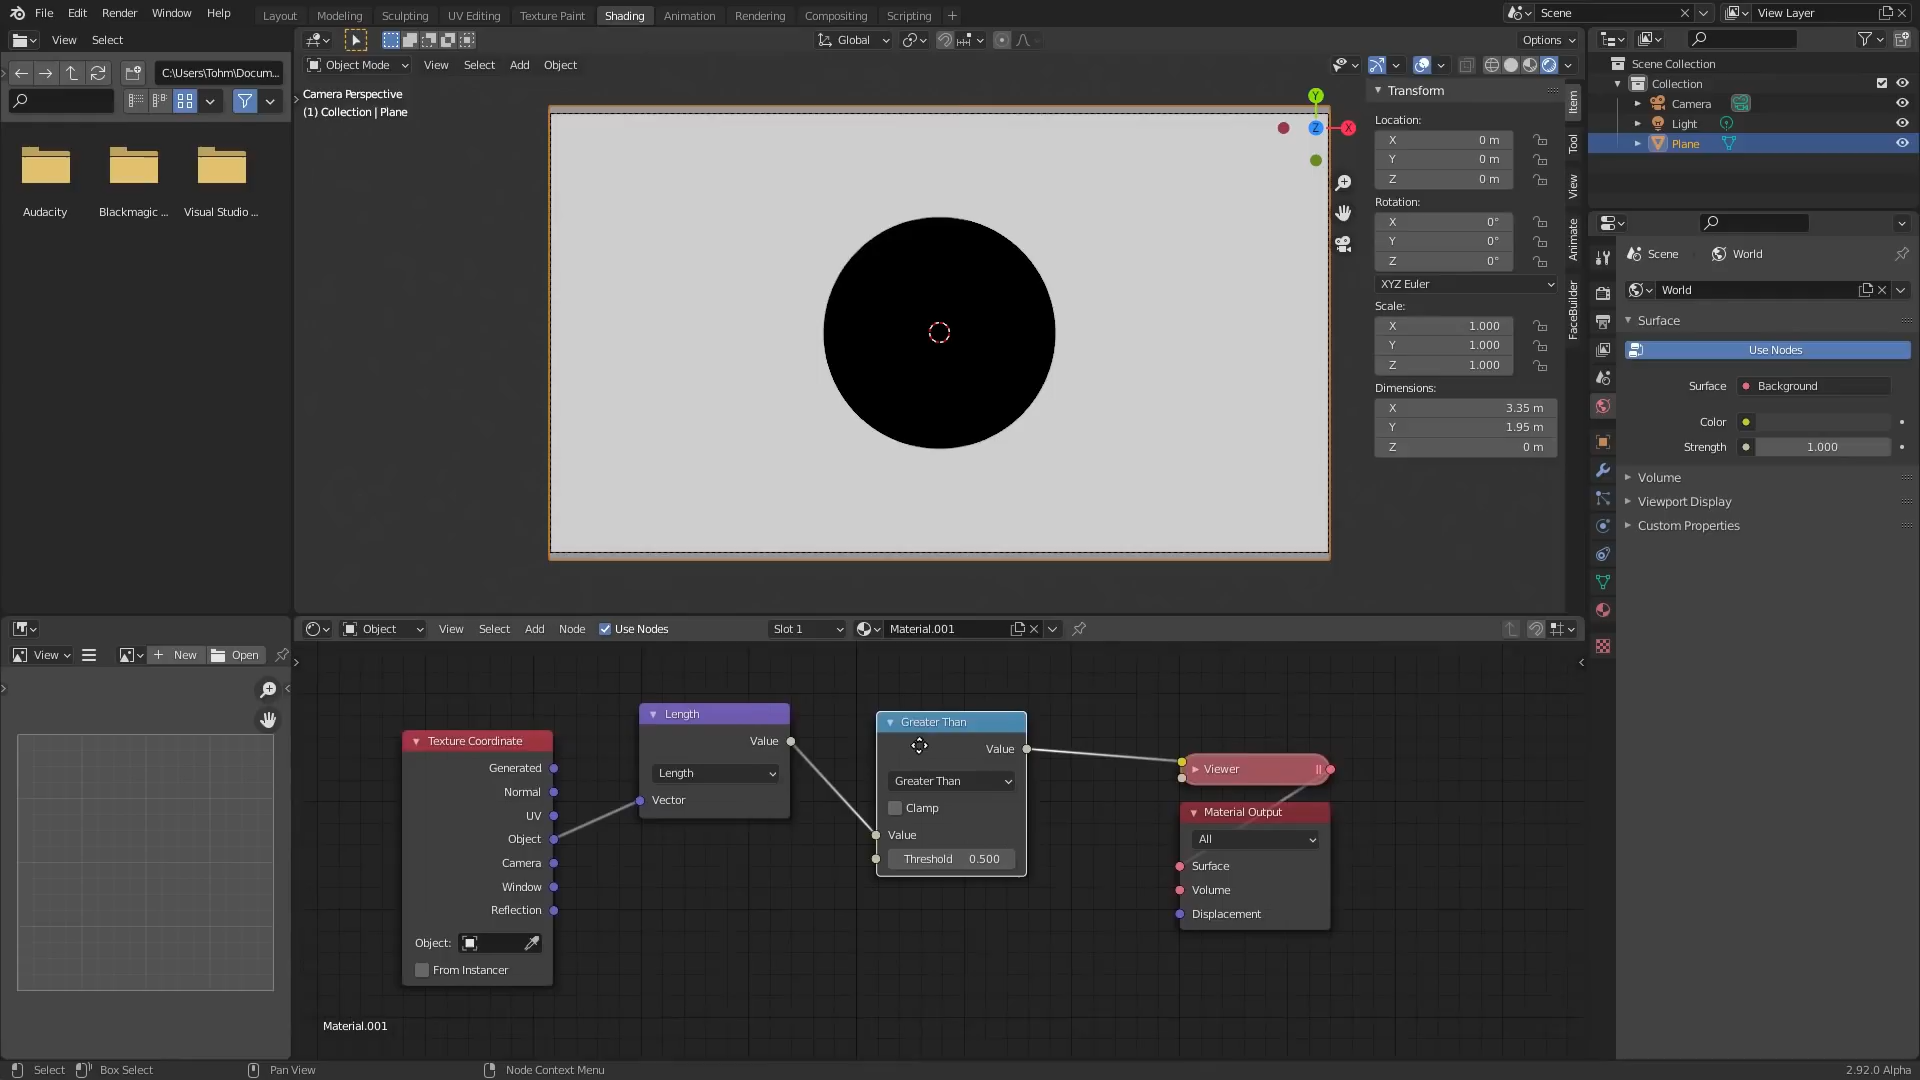 File Edit Render Window Help
Layout Modeling Sculpting UV Editing Texture Paint Shading Animation Rendering Compositing Scripting +
Scene
View Layer
View Select
C:\Users\Tohm\Docum...
Audacity
Blackmagic ...
Visual Studio ...
Global
Options
Object Mode View Select Add Object
Camera Perspective
(1) Collection | Plane
Y
Z
X
Transform
Location:
X 0 m
Y 0 m
Z 0 m
Rotation:
X 0°
Y 0°
Z 0°
XYZ Euler
Scale:
X 1.000
Y 1.000
Z 1.000
Dimensions:
X 3.35 m
Y 1.95 m
Z 0 m
Item
Tool
View
Animate
FaceBuilder
Scene Collection
Collection
Camera
Light
Plane
Scene World
World
Surface
Use Nodes
Surface Background
Color
Strength 1.000
Volume
Viewport Display
Custom Properties
View + New Open
Object View Select Add Node Use Nodes Slot 1 Material.001
Texture Coordinate
Generated
Normal
UV
Object
Camera
Window
Reflection
Object:
From Instancer
Length
Value
Length
Vector
Greater Than
Value
Greater Than
Clamp
Value
Threshold 0.500
Viewer
Material Output
All
Surface
Volume
Displacement
Material.001
Select Box Select Pan View Node Context Menu 2.92.0 Alpha